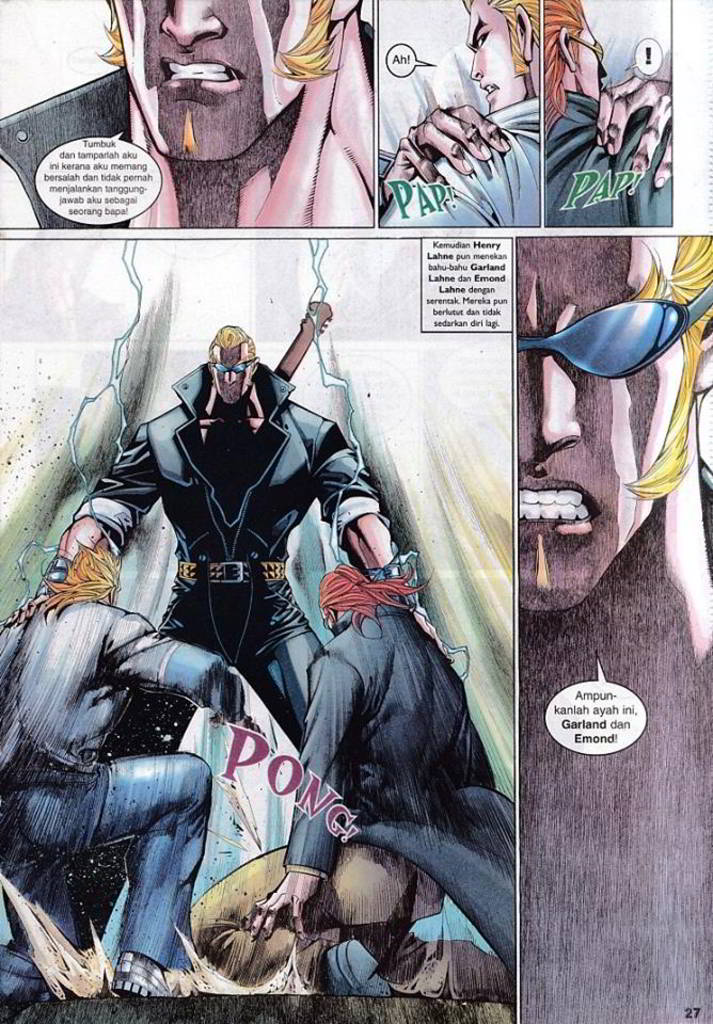 Tumbuk
dan tamparlah aku
ini kerana aku memang
bersalah dan tidak pernah
menjalankan tanggung-
jawab aku sebagai
seorang bapa!
Ah!
PAP!
!
PAP!
Kemudian Henry
Lahne pun menekan
bahu-bahu Garland
Lahne dan Emond
Lahne dengan
serentak. Mereka pun
berlutut dan tidak
sedarkan diri lagi.
PONG!
Ampun-
kanlah ayah ini,
Garland dan
Emond!
27